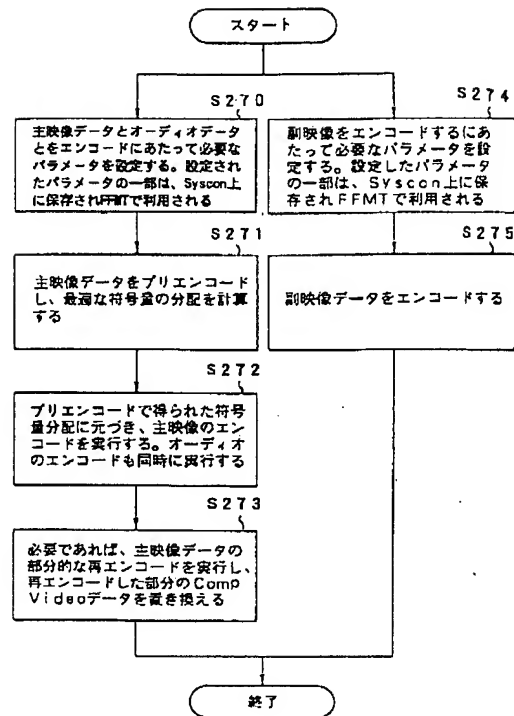 スタート
S270
主映像データとオーディオデータ
とをエンコードにあたって必要な
パラメータを設定する。設定され
たパラメータの一部は、Syscon上
に保存されFFMTで利用される
S271
主映像データをプリエンコード
し、最適な符号量の分配を計算
する
S272
プリエンコードで得られた符号
量分配に元づき、主映像のエン
コードを実行する。オーディオ
のエンコードも同時に実行する
S273
必要であれば、主映像データの
部分的な再エンコードを実行し、
再エンコードした部分のComp
Videoデータを置き換える
S274
副映像をエンコードするにあ
たって必要なパラメータを設
定する。設定したパラメータ
の一部は、Syscon上に保
存されFFMTで利用される
S275
副映像データをエンコードする
終了